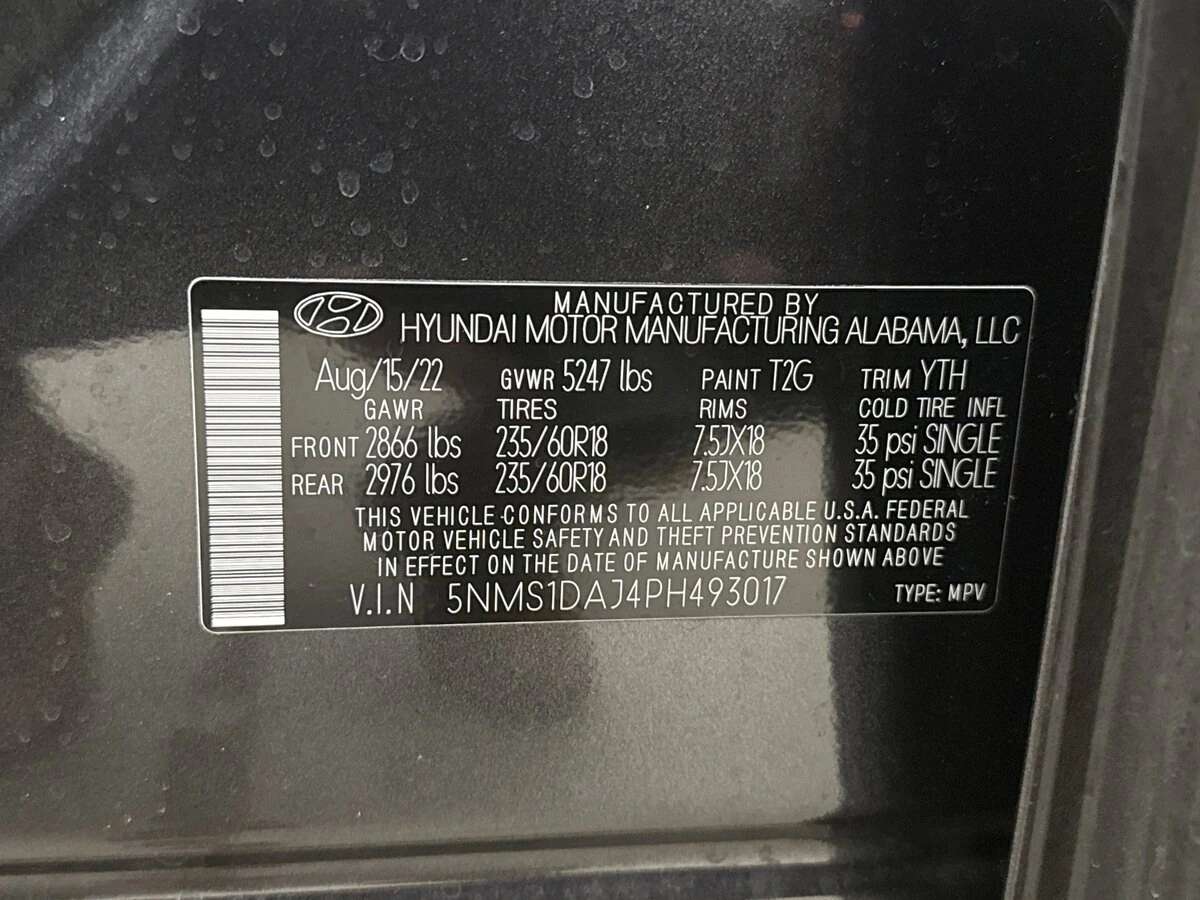 MANUFACTURED BY
HYUNDAI MOTOR MANUFACTURING ALABAMA, LLC
Aug/15/22 GVWR 5247 lbs PAINT T2G TRIM YTH
GAWR TIRES RIMS COLD TIRE INFL
FRONT 2866 lbs 235/60R18 7.5JX18 35 psi SINGLE
REAR 2976 lbs 235/60R18 7.5JX18 35 psi SINGLE
THIS VEHICLE CONFORMS TO ALL APPLICABLE U.S.A. FEDERAL
MOTOR VEHICLE SAFETY AND THEFT PREVENTION STANDARDS
IN EFFECT ON THE DATE OF MANUFACTURE SHOWN ABOVE
V.I.N 5NMS1DAJ4PH493017 TYPE: MPV